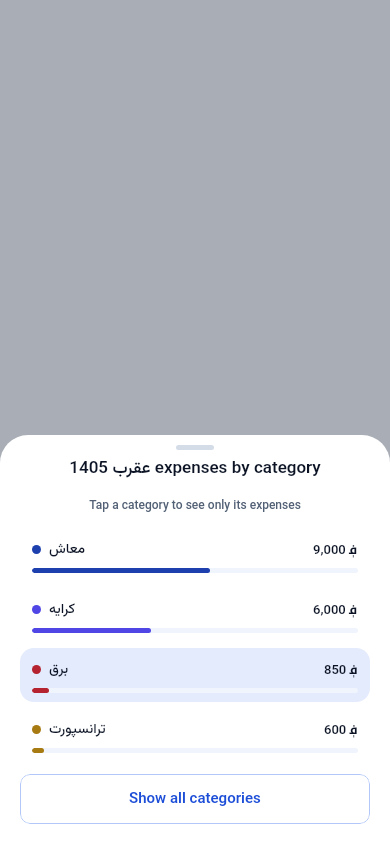 عقرب 1405 expenses by category
Tap a category to see only its expenses
معاش 9,000 ؋
کرایه 6,000 ؋
برق 850 ؋
ترانسپورت 600 ؋
Show all categories